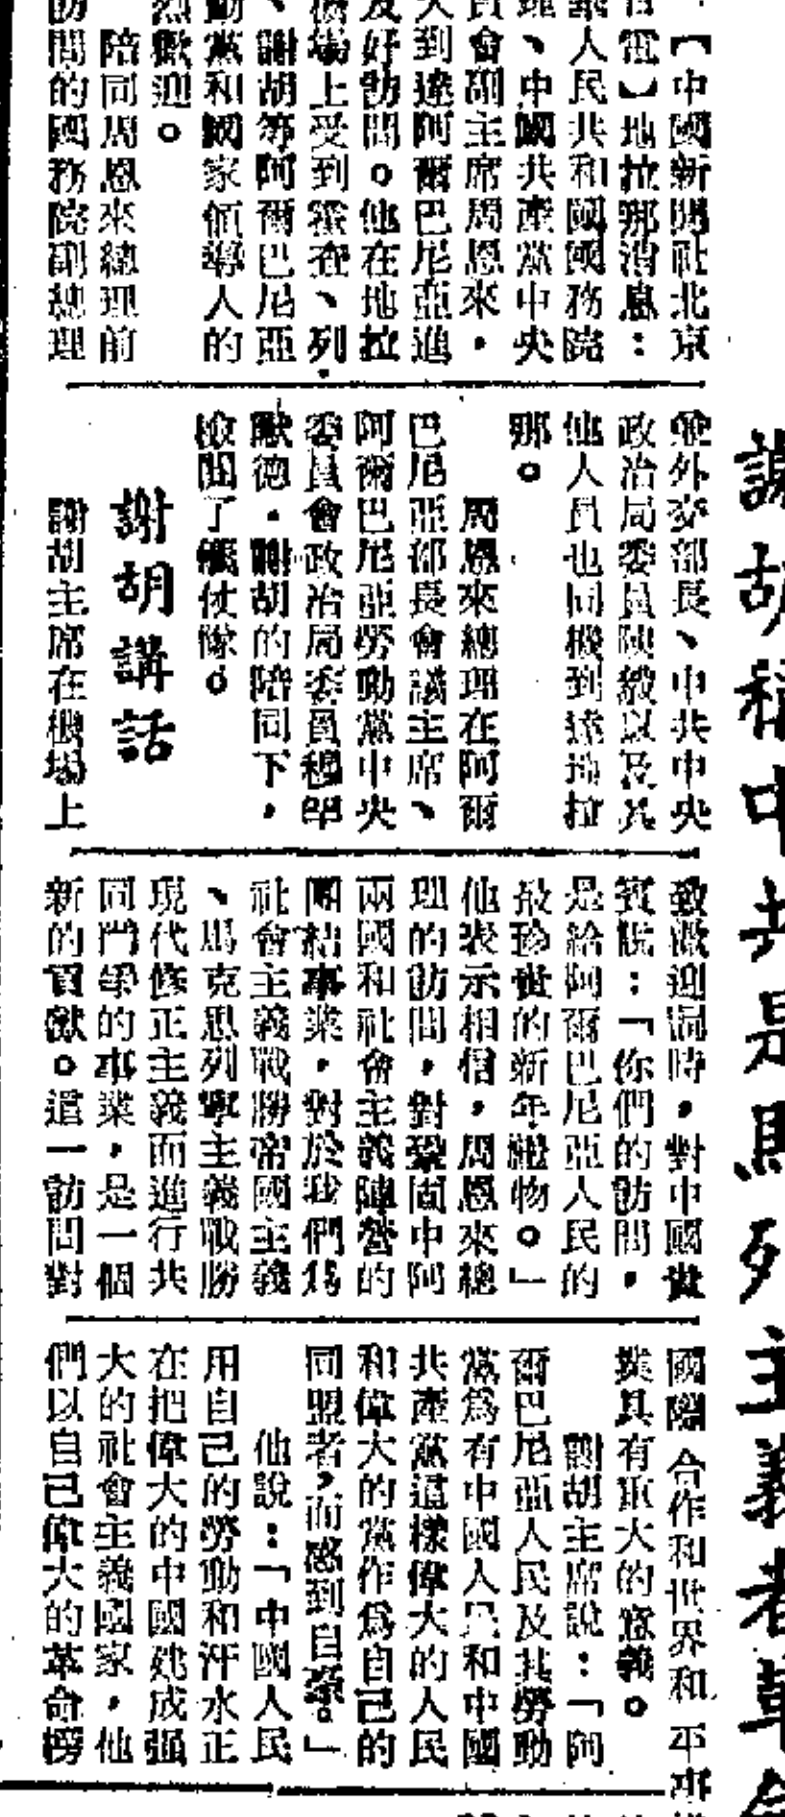 謝胡稱中共是馬列主義者革命
【中國新聞社北京
日電】地拉那消息:
人民共和國國務院
理、中國共產黨中央
員會副主席周恩來,
到達阿爾巴尼亞進
友好訪問。他在地拉
機場上受到霍查、列
、謝胡等阿爾巴尼亞
勞動黨和國家領導人的
熱烈歡迎。
陪同周恩來總理前
訪問的國務院副總理
兼外交部長、中共中央
政治局委員陳毅以及其
他人員也同機到達地拉
那。
周恩來總理在阿爾
巴尼亞部長會議主席、
阿爾巴尼亞勞動黨中央
委員會政治局委員穆罕
默德·謝胡的陪同下,
檢閱了儀仗隊。
謝胡講話
謝胡主席在機場上
致歡迎詞時,對中國貴
賓說:「你們的訪問,
是給阿爾巴尼亞人民的
最珍貴的新年禮物。」
他表示相信,周恩來總
理的訪問,對鞏固中阿
兩國和社會主義陣營的
團結事業,對於我們為
社會主義戰勝帝國主義
、馬克思列寧主義戰勝
現代修正主義而進行共
同鬥爭的事業,是一個
新的貢獻。這一訪問對
國際合作和世界和平事
業具有重大的意義。
謝胡主席說:「阿
爾巴尼亞人民及其勞動
黨為有中國人民和中國
共產黨這樣偉大的人民
和偉大的黨作為自己的
同盟者,而感到自豪。」
他說:「中國人民
用自己的勞動和汗水正
在把偉大的中國建成强
大的社會主義國家,他
們以自己偉大的革命榜